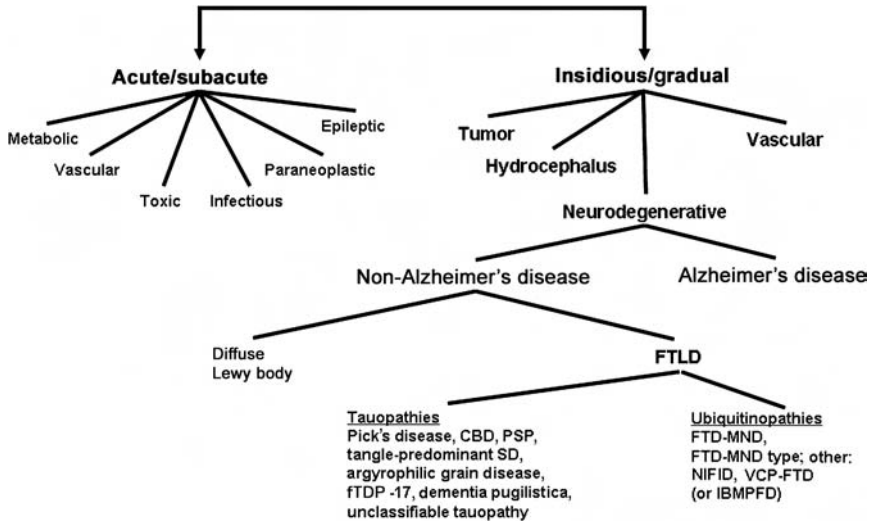 Acute/subacute
Insidious/gradual
Metabolic
Vascular
Toxic
Infectious
Paraneoplastic
Epileptic
Tumor
Hydrocephalus
Vascular
Neurodegenerative
Non-Alzheimer's disease
Alzheimer's disease
Diffuse
Lewy body
FTLD
Tauopathies
Pick's disease, CBD, PSP,
tangle-predominant SD,
argyrophilic grain disease,
fTDP -17, dementia pugilistica,
unclassifiable tauopathy
Ubiquitinopathies
FTD-MND,
FTD-MND type; other:
NIFID, VCP-FTD
(or IBMPFD)